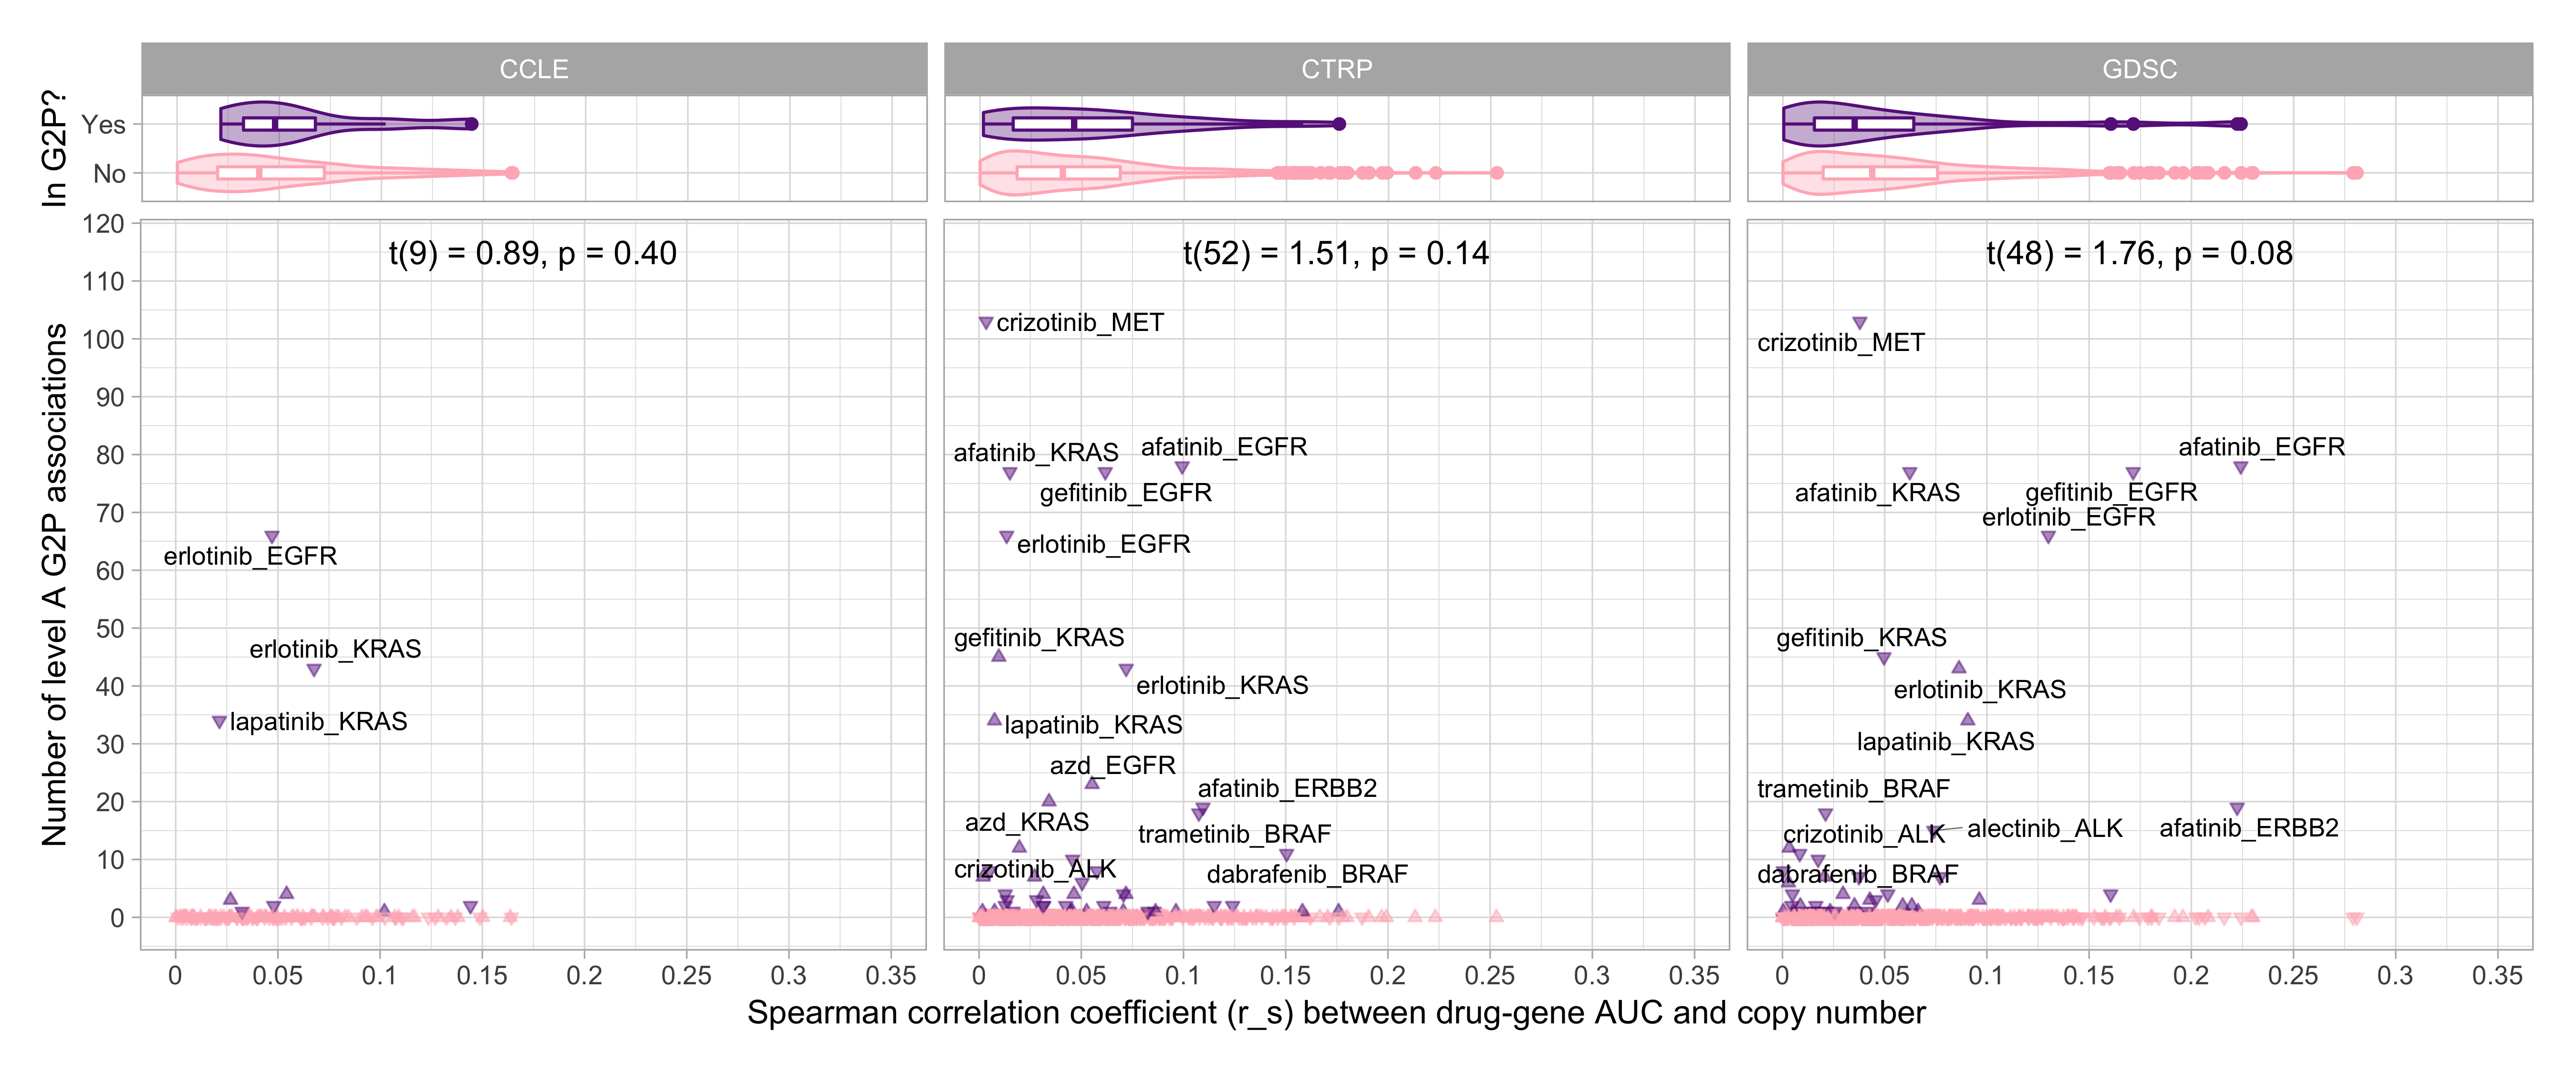 CCLE
CTRP
GDSC
In G2P?
Yes
No
Number of level A G2P associations
120
110
100
90
80
70
60
50
40
30
20
10
0
t(9) = 0.89, p = 0.40
erlotinib_EGFR
erlotinib_KRAS
lapatinib_KRAS
0 0.05 0.1 0.15 0.2 0.25 0.3 0.35
t(52) = 1.51, p = 0.14
crizotinib_MET
afatinib_KRAS
afatinib_EGFR
gefitinib_EGFR
erlotinib_EGFR
gefitinib_KRAS
erlotinib_KRAS
lapatinib_KRAS
azd_EGFR
afatinib_ERBB2
azd_KRAS
trametinib_BRAF
crizotinib_ALK
dabrafenib_BRAF
0 0.05 0.1 0.15 0.2 0.25 0.3 0.35
t(48) = 1.76, p = 0.08
crizotinib_MET
afatinib_EGFR
afatinib_KRAS
gefitinib_EGFR
erlotinib_EGFR
gefitinib_KRAS
erlotinib_KRAS
lapatinib_KRAS
trametinib_BRAF
crizotinib_ALK
alectinib_ALK
afatinib_ERBB2
dabrafenib_BRAF
0 0.05 0.1 0.15 0.2 0.25 0.3 0.35
Spearman correlation coefficient (r_s) between drug-gene AUC and copy number